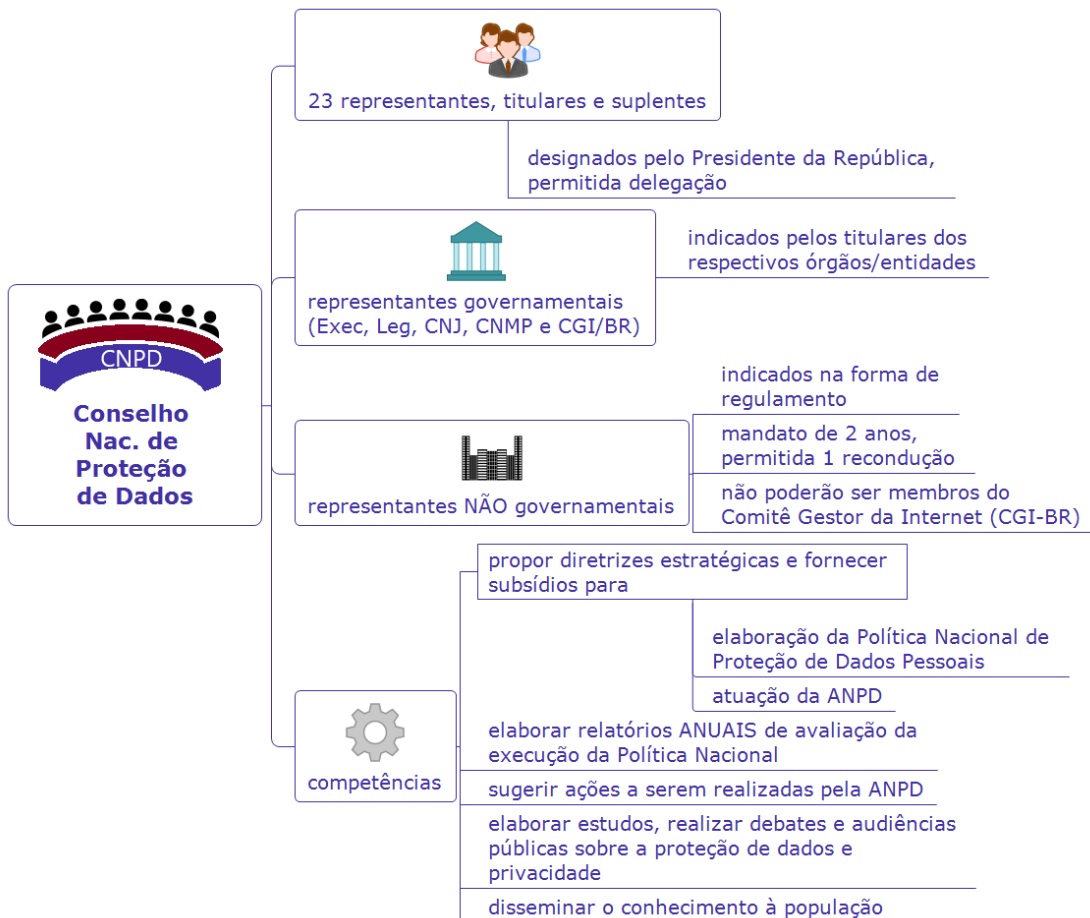 23 representantes, titulares e suplentes
designados pelo Presidente da República,
permitida delegação
representantes governamentais
(Exec, Leg, CNJ, CNMP e CGI/BR)
indicados pelos titulares dos
respectivos órgãos/entidades
CNPD
Conselho
Nac. de
Proteção
de Dados
representantes NÃO governamentais
indicados na forma de
regulamento
mandato de 2 anos,
permitida 1 recondução
não poderão ser membros do
Comitê Gestor da Internet (CGI-BR)
competências
propor diretrizes estratégicas e fornecer
subsídios para
elaboração da Política Nacional de
Proteção de Dados Pessoais
atuação da ANPD
elaborar relatórios ANUAIS de avaliação da
execução da Política Nacional
sugerir ações a serem realizadas pela ANPD
elaborar estudos, realizar debates e audiências
públicas sobre a proteção de dados e
privacidade
disseminar o conhecimento à população